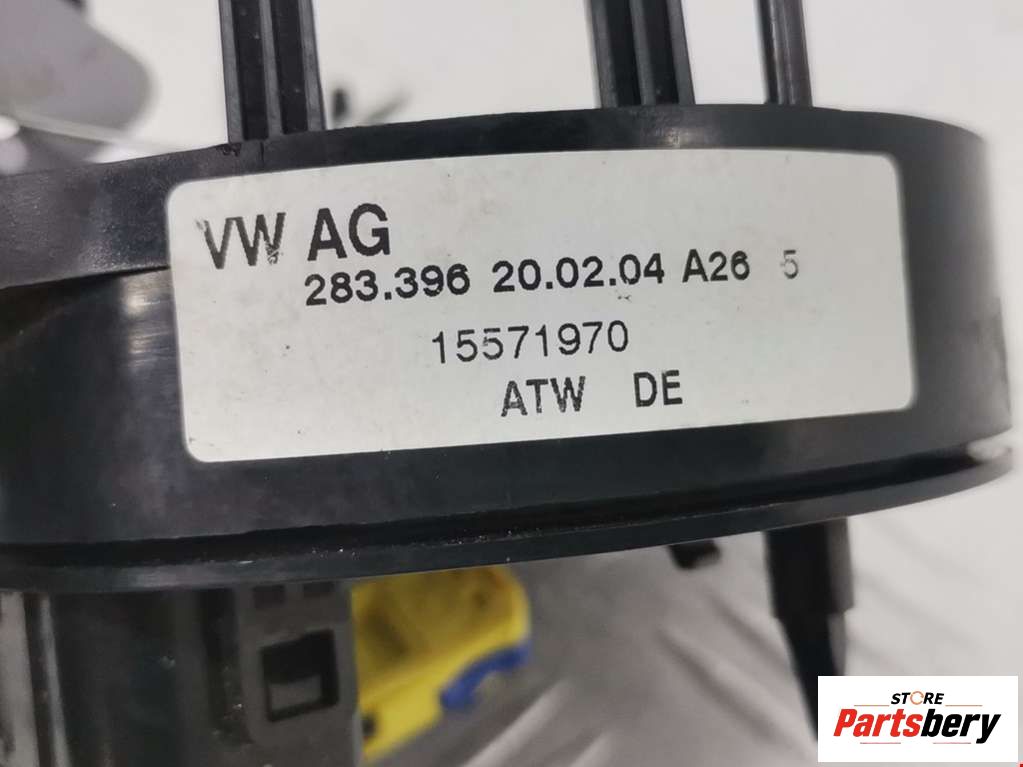 VW AG
283.396 20.02.04 A26 5
15571970
ATW DE
STORE
Partsbery